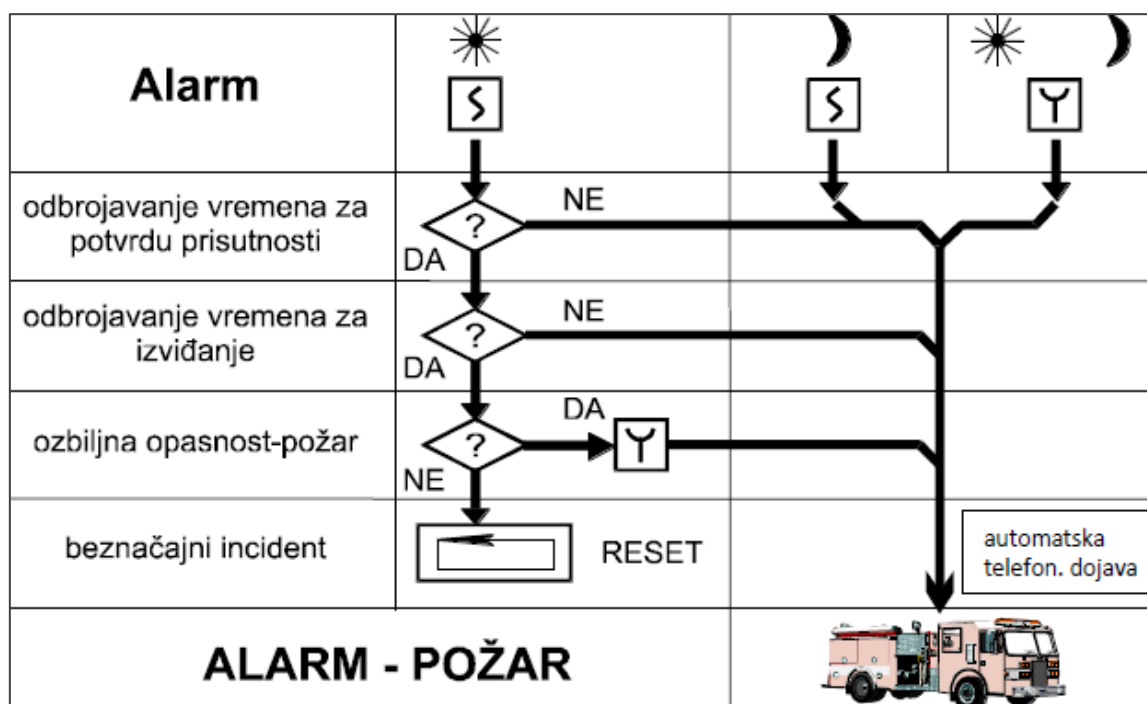 Alarm
odbrojavanje vremena za
potvrdu prisutnosti
?
NE
DA
odbrojavanje vremena za
izviđanje
?
NE
DA
ozbiljna opasnost-požar
?
DA
NE
beznačajni incident
RESET
automatska
telefon. dojava
ALARM - POŽAR